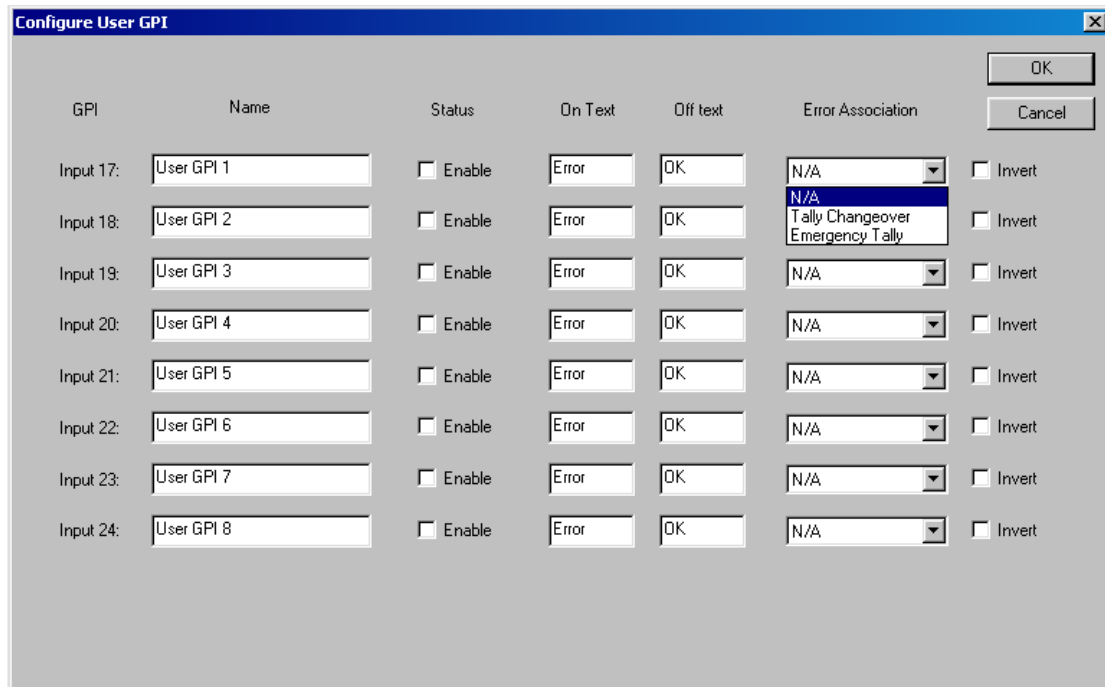 Configure User GPI
OK
GPI Name Status On Text Off text Error Association Cancel
Input 17: User GPI 1 Enable Error OK N/A Invert
N/A
Input 18: User GPI 2 Enable Error OK Tally Changeover Invert
Emergency Tally
Input 19: User GPI 3 Enable Error OK N/A Invert
Input 20: User GPI 4 Enable Error OK N/A Invert
Input 21: User GPI 5 Enable Error OK N/A Invert
Input 22: User GPI 6 Enable Error OK N/A Invert
Input 23: User GPI 7 Enable Error OK N/A Invert
Input 24: User GPI 8 Enable Error OK N/A Invert